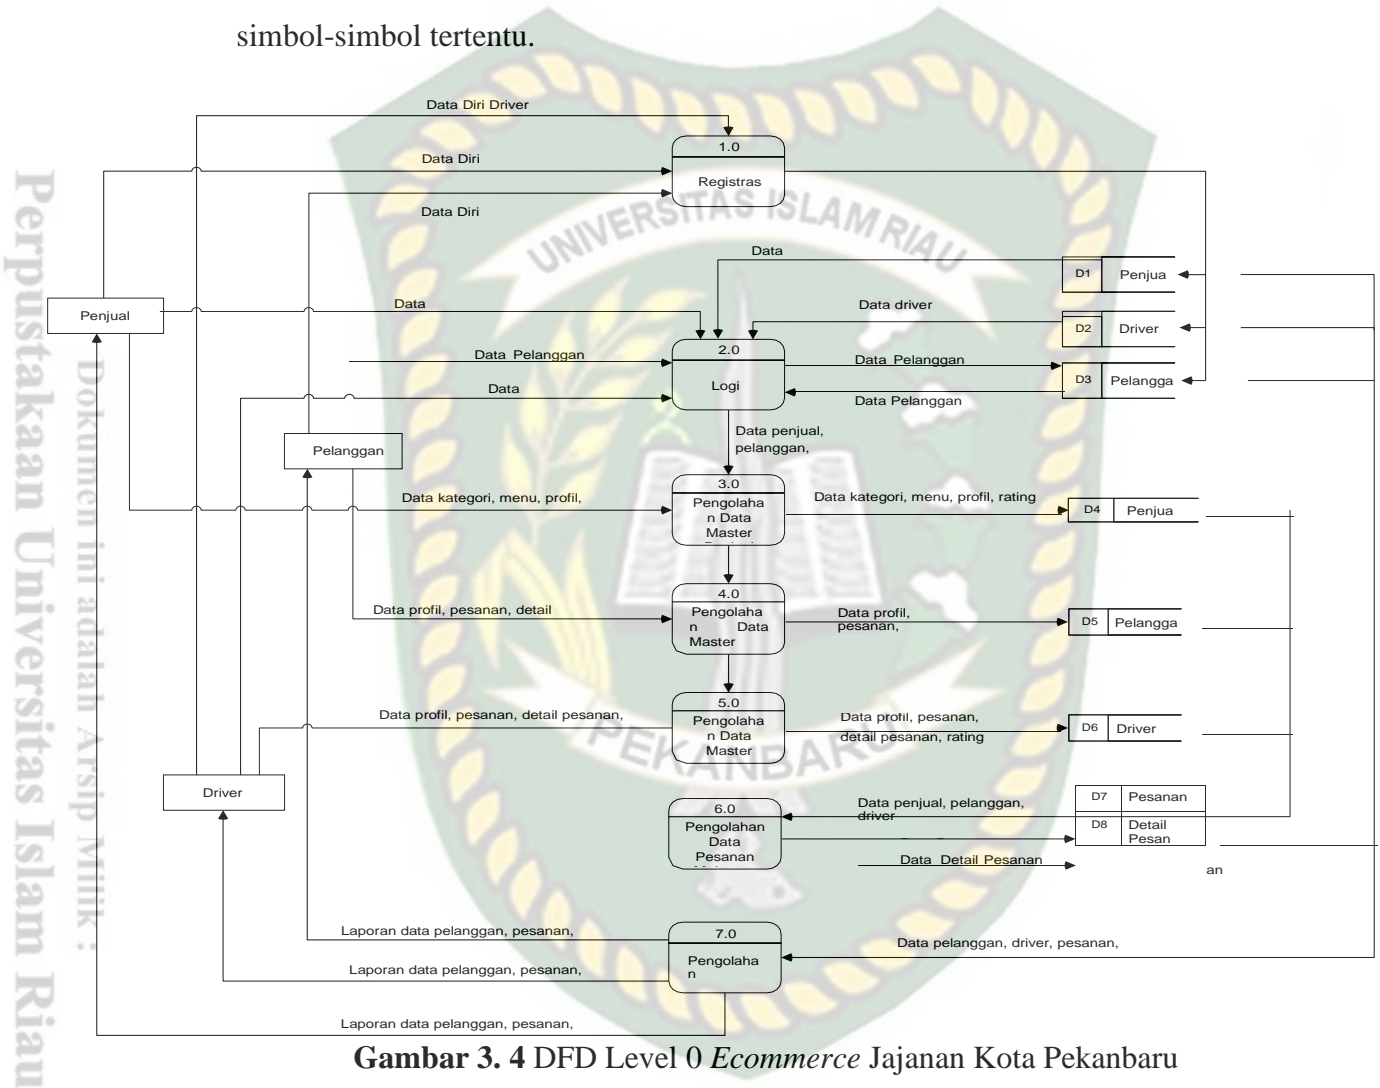 simbol-simbol tertentu.
Data Diri Driver
1.0
Registras
Data Diri
Data Diri
UNIVERSITAS ISLAM RIAU
Data
D1 Penjua
Penjual
Data
Data driver
D2 Driver
2.0
Logi
Data Pelanggan
Data Pelanggan
D3 Pelangga
Data
Data Pelanggan
Pelanggan
Data penjual,
pelanggan,
3.0
Pengolaha
n Data
Master
Data kategori, menu, profil,
Data kategori, menu, profil, rating
D4 Penjua
4.0
Pengolaha
n Data
Master
Data profil, pesanan, detail
Data profil,
pesanan,
D5 Pelangga
5.0
Pengolaha
n Data
Master
Data profil, pesanan, detail pesanan,
Data profil, pesanan,
detail pesanan, rating
D6 Driver
PEKANBARU
Driver
6.0
Pengolahan
Data
Pesanan
Data penjual, pelanggan,
driver
D7 Pesanan
D8 Detail
Pesan
an
Data Detail Pesanan
7.0
Pengolaha
n
Laporan data pelanggan, pesanan,
Data pelanggan, driver, pesanan,
Laporan data pelanggan, pesanan,
Laporan data pelanggan, pesanan,
Gambar 3. 4 DFD Level 0 Ecommerce Jajanan Kota Pekanbaru
Perpustakaan Universitas Islam Riau
Dokumen ini adalah Arsip Milik :